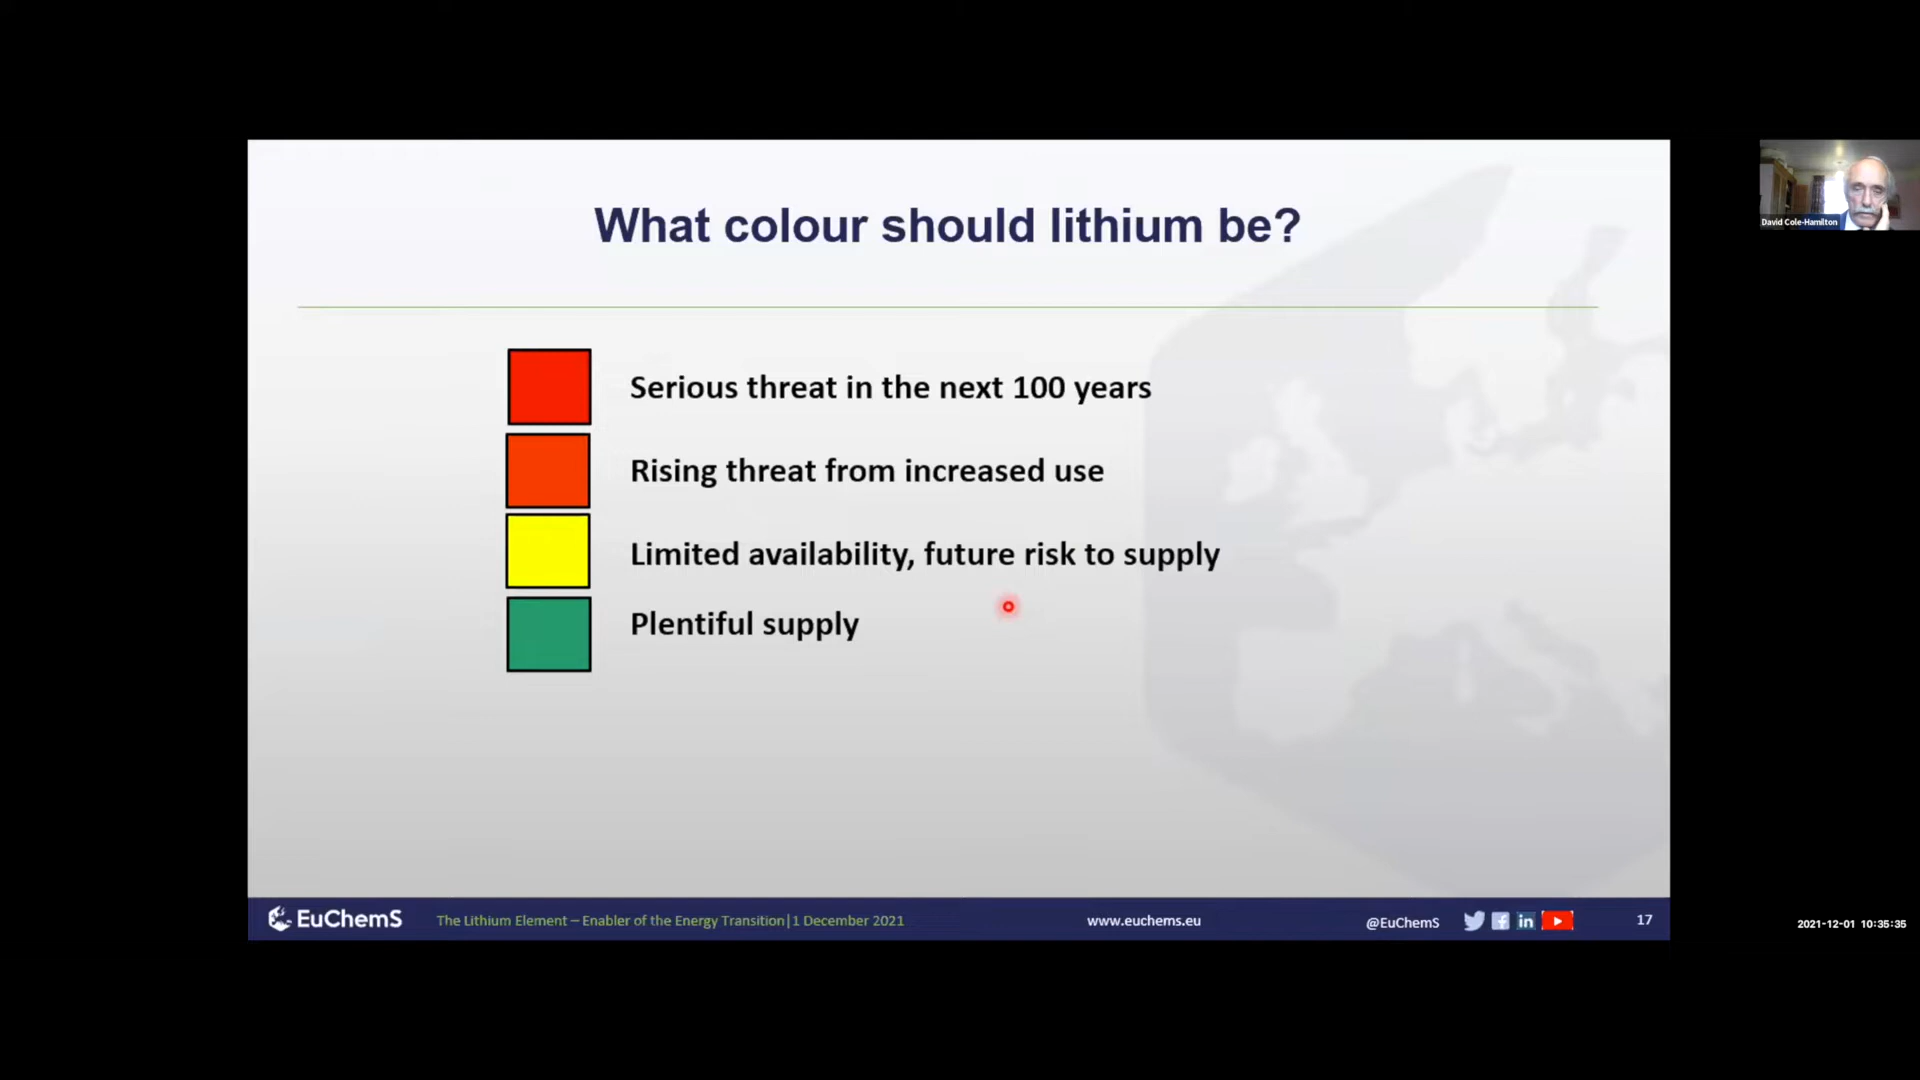 What colour should lithium be?
David Cole-Hamilton
Serious threat in the next 100 years
Rising threat from increased use
Limited availability, future risk to supply
Plentiful supply
EuChemS
The Lithium Element – Enabler of the Energy Transition|1 December 2021
www.euchems.eu
@EuChemS
in
17
2021-12-01 10:35:35